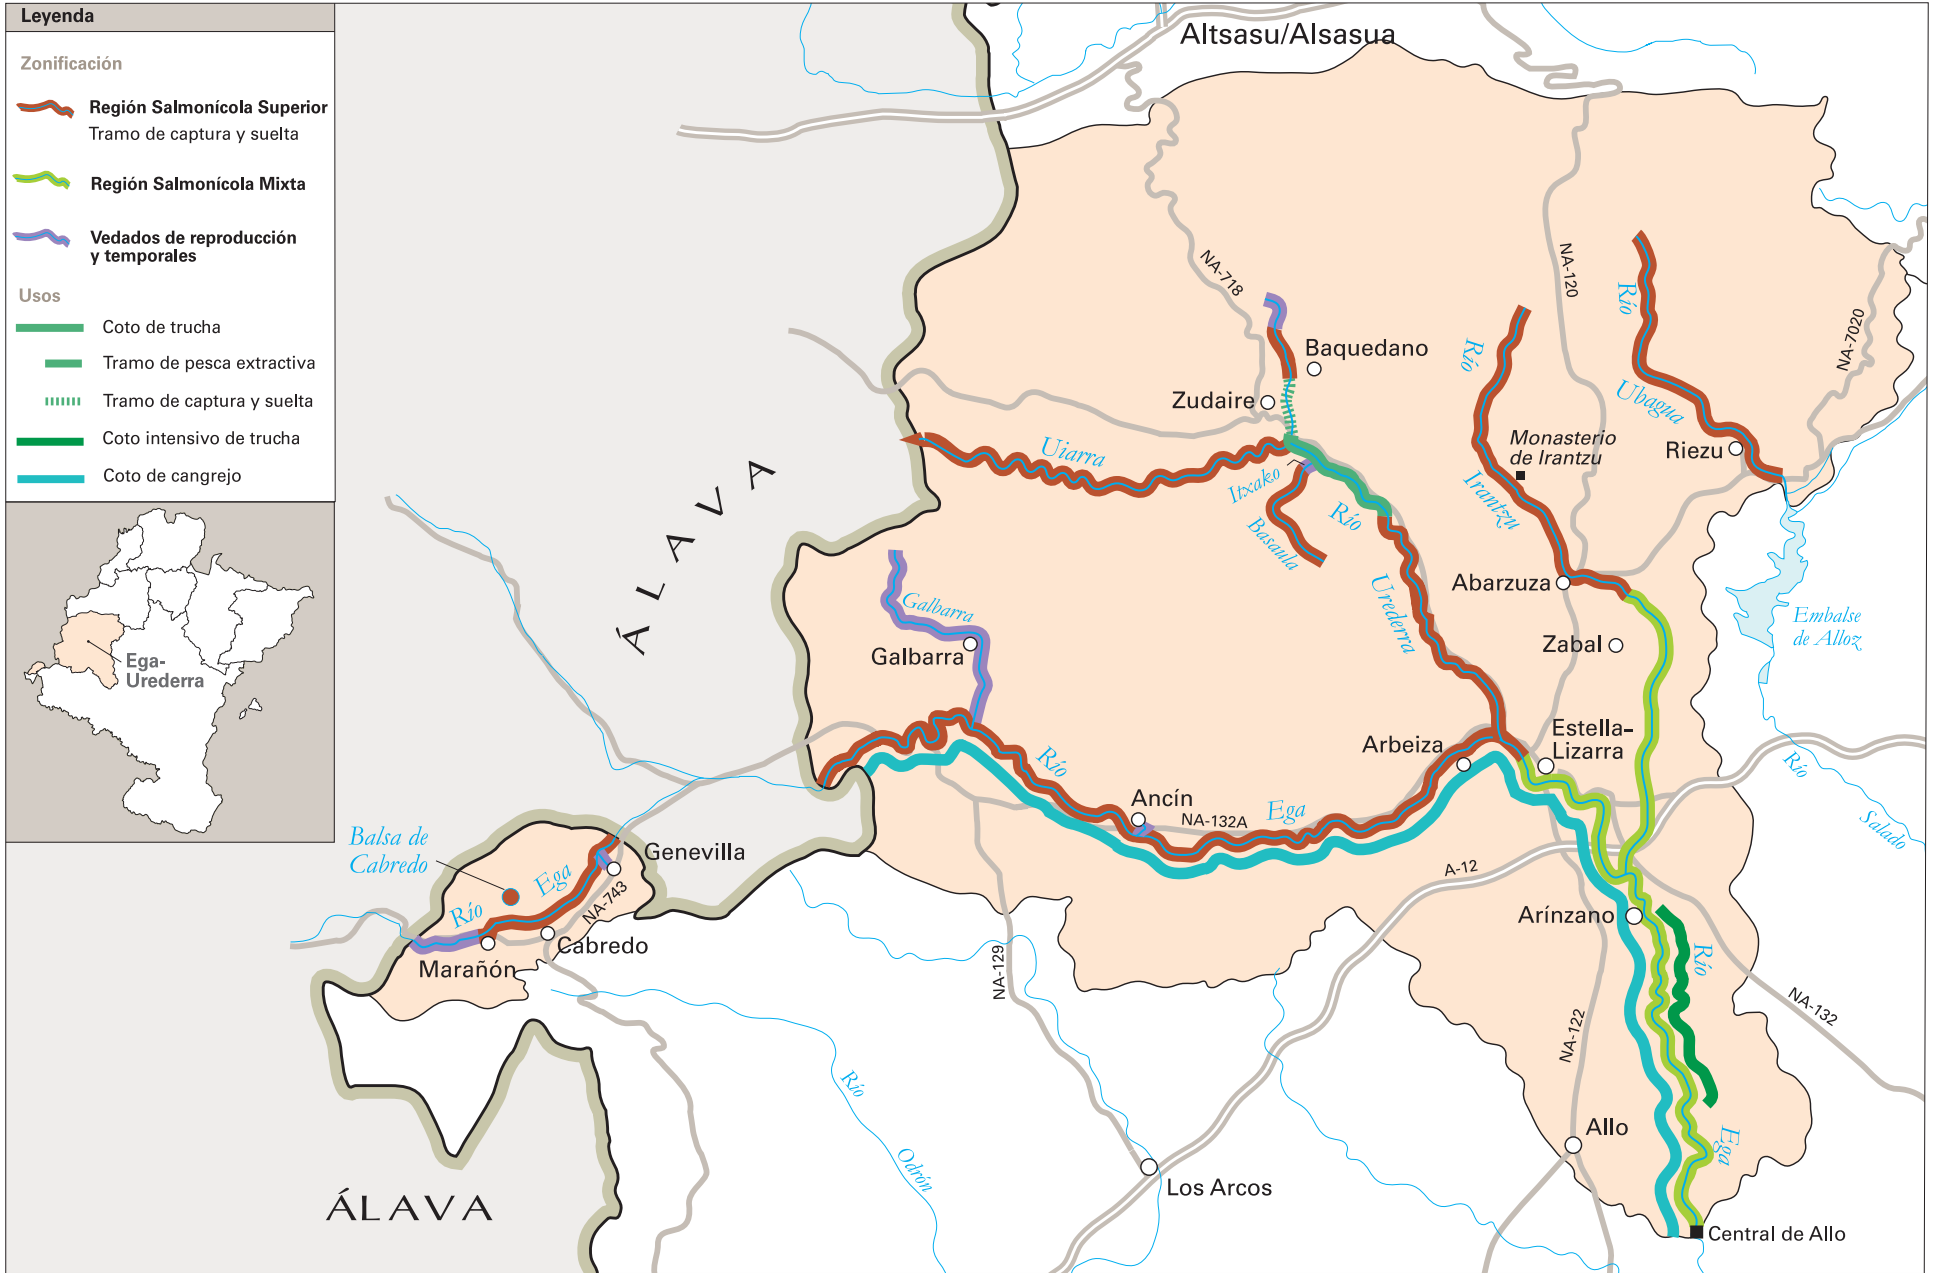 Leyenda
Zonificación
Región Salmonícola Superior
Tramo de captura y suelta
Región Salmonícola Mixta
Vedados de reproducción
y temporales
Usos
Coto de trucha
Tramo de pesca extractiva
Tramo de captura y suelta
Coto intensivo de trucha
Coto de cangrejo
Ega-
Urederra
Altsasu/Alsasua
NA-718
NA-120
NA-7020
Río
Ubagua
Río
Irantzu
Baquedano
Zudaire
Monasterio
de Irantzu
Riezu
Uiarra
Itxako
Basaula
Río
Urederra
ÁLAVA
Galbarra
Galbarra
Abarzuza
Zabal
Embalse
de Alloz
Estella-
Lizarra
Arbeiza
Río
Salado
Río
Ega
Ancín
NA-132A
A-12
Balsa de
Cabredo
Río
Ega
Genevilla
NA-743
Cabredo
Marañón
Arínzano
Río
Ega
NA-129
NA-122
NA-132
Río
Odrón
Allo
Los Arcos
ÁLAVA
Central de Allo